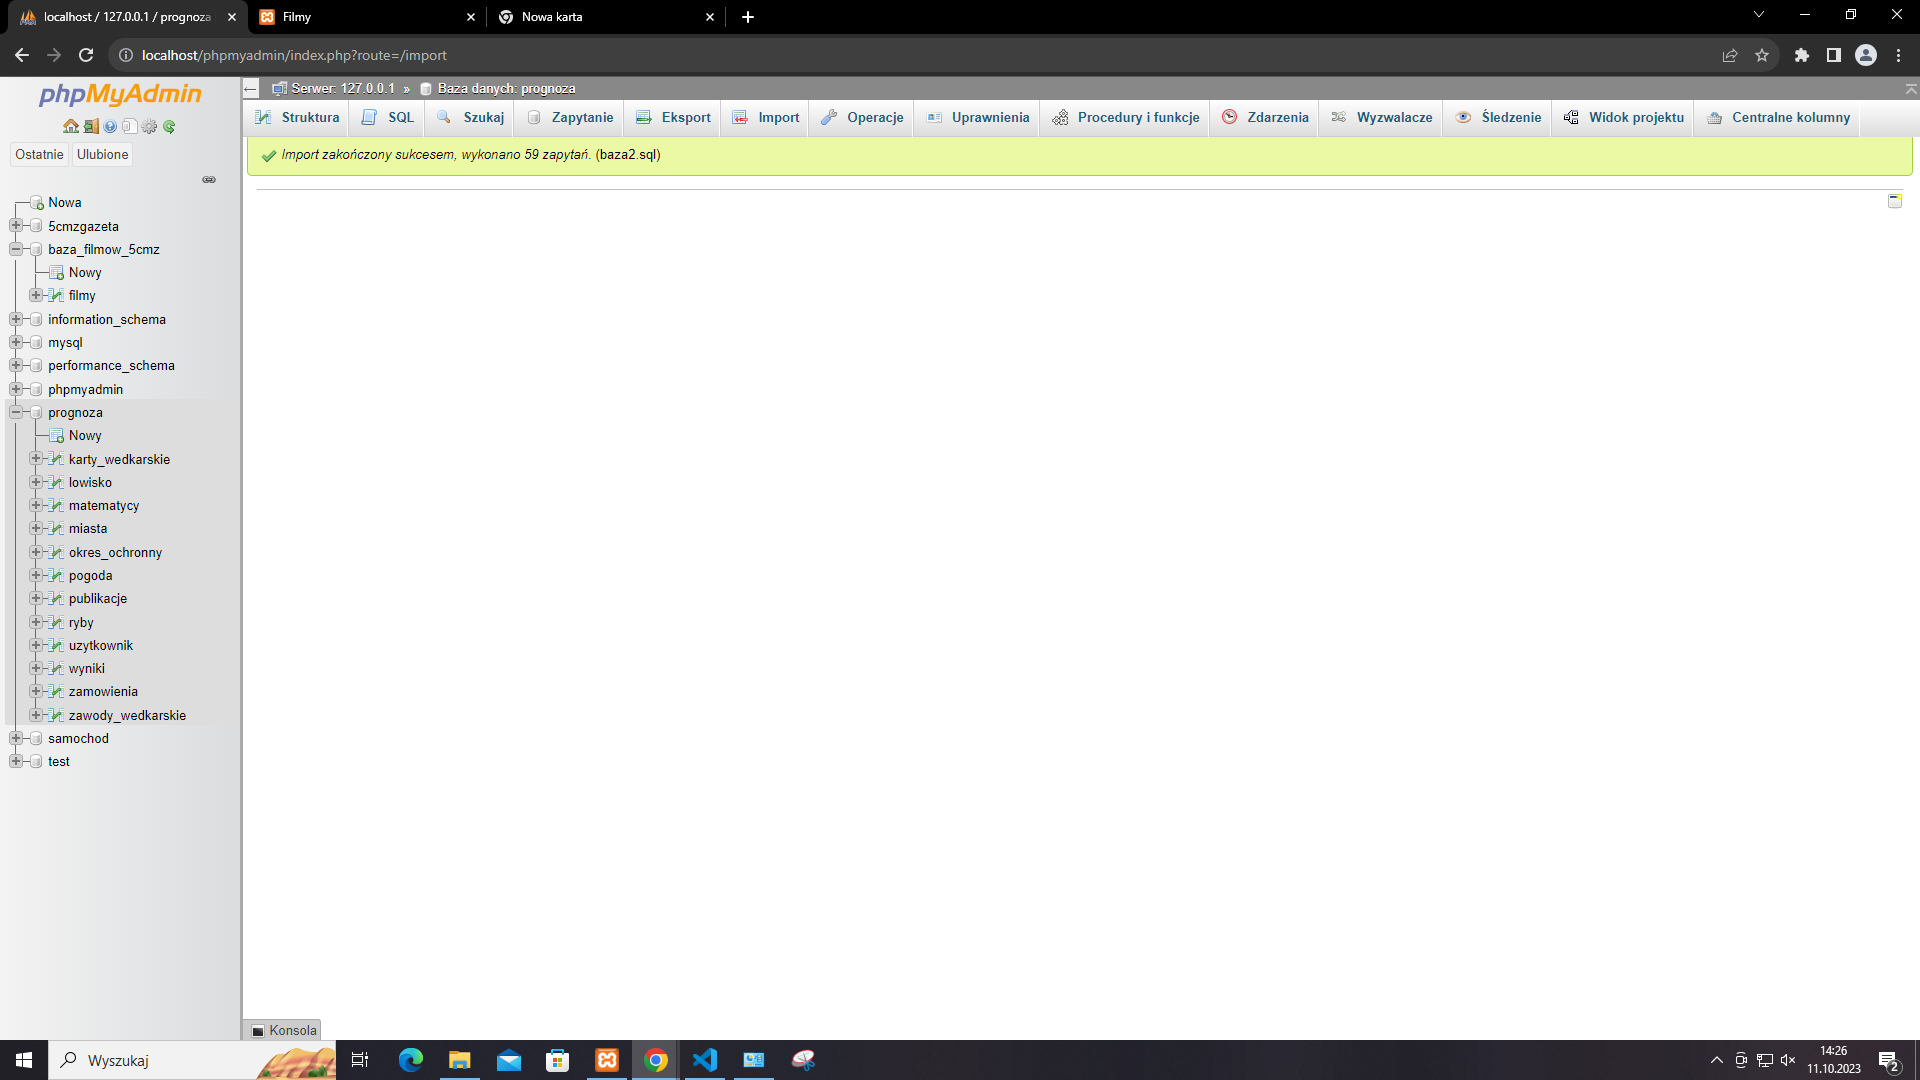 localhost / 127.0.0.1 / prognoza
Filmy
Nowa karta
localhost/phpmyadmin/index.php?route=/import
phpMyAdmin
Ostatnie
Ulubione
Nowa
5cmzgazeta
baza_filmow_5cmz
Nowy
filmy
information_schema
mysql
performance_schema
phpmyadmin
prognoza
Nowy
karty_wedkarskie
lowisko
matematycy
miasta
okres_ochronny
pogoda
publikacje
ryby
uzytkownik
wyniki
zamowienia
zawody_wedkarskie
samochod
test
Serwer: 127.0.0.1 » Baza danych: prognoza
Struktura
SQL
Szukaj
Zapytanie
Eksport
Import
Operacje
Uprawnienia
Procedury i funkcje
Zdarzenia
Wyzwalacze
Śledzenie
Widok projektu
Centralne kolumny
Import zakończony sukcesem, wykonano 59 zapytań. (baza2.sql)
Konsola
Wyszukaj
14:26
11.10.2023
2